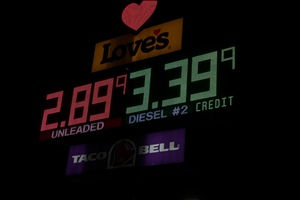 Love's
2.89 9 3.39 9
UNLEADED DIESEL #2 CREDIT
TACO BELL